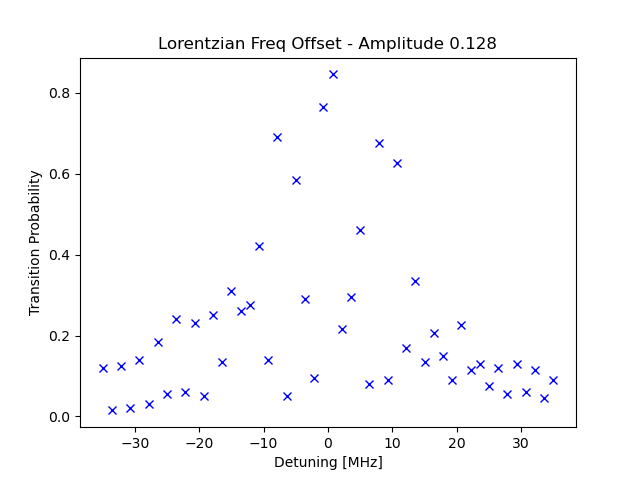 Lorentzian Freq Offset - Amplitude 0.128
Transition Probability
0.8
0.6
0.4
0.2
0.0
−30 −20 −10 0 10 20 30
Detuning [MHz]